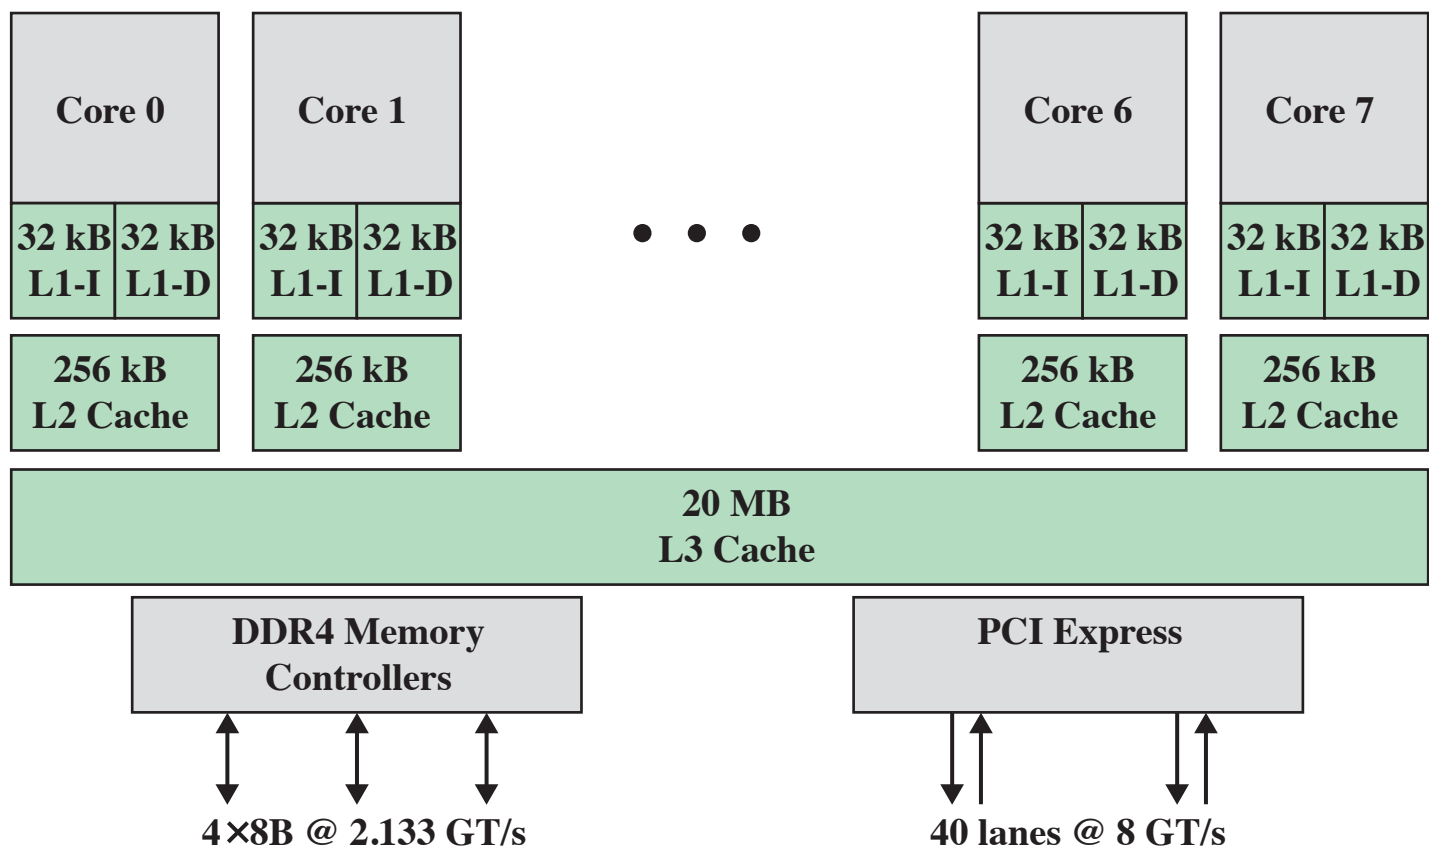 Core 0
Core 1
Core 6
Core 7
32 kB
L1-I
32 kB
L1-D
32 kB
L1-I
32 kB
L1-D
32 kB
L1-I
32 kB
L1-D
32 kB
L1-I
32 kB
L1-D
256 kB
L2 Cache
256 kB
L2 Cache
256 kB
L2 Cache
256 kB
L2 Cache
20 MB
L3 Cache
DDR4 Memory
Controllers
PCI Express
4×8B @ 2.133 GT/s
40 lanes @ 8 GT/s